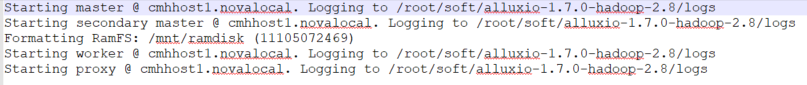 Starting master @ cmhhost1.novalocal. Logging to /root/soft/alluxio-1.7.0-hadoop-2.8/logs
Starting secondary master @ cmhhost1.novalocal. Logging to /root/soft/alluxio-1.7.0-hadoop-2.8/logs
Formatting RamFS: /mnt/ramdisk (11105072469)
Starting worker @ cmhhost1.novalocal. Logging to /root/soft/alluxio-1.7.0-hadoop-2.8/logs
Starting proxy @ cmhhost1.novalocal. Logging to /root/soft/alluxio-1.7.0-hadoop-2.8/logs